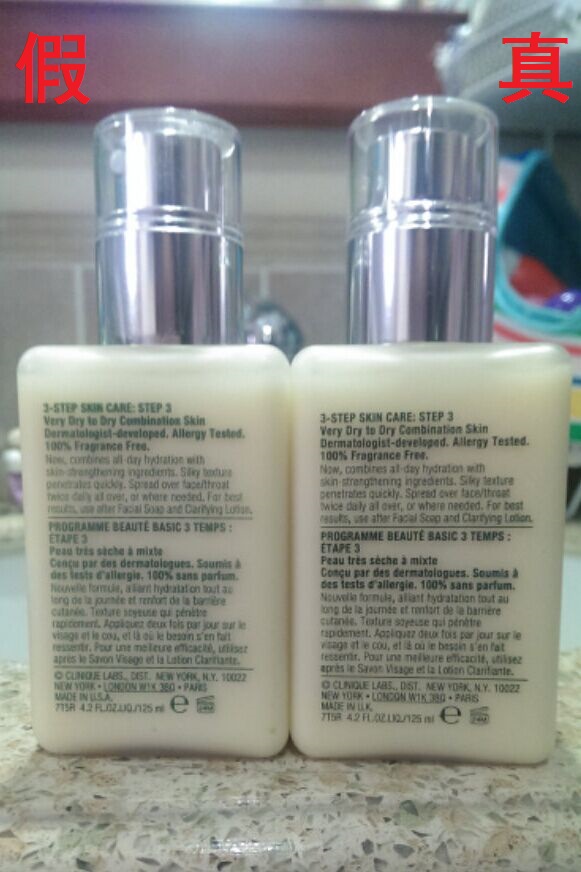 假
真
3-STEP SKIN CARE: STEP 3
Very Dry to Dry Combination Skin
Dermatologist-developed. Allergy Tested.
100% Fragrance Free.
Now, combines all-day hydration with
skin-strengthening ingredients. Silky texture
penetrates quickly. Spread over face/throat
twice daily all over, or where needed. For best
results, use after Facial Soap and Clarifying Lotion.
PROGRAMME BEAUTÉ BASIC 3 TEMPS :
ÉTAPE 3
Peau très sèche à mixte
Conçu par des dermatologues. Soumis à
des tests d'allergie. 100% sans parfum.
Nouvelle formule, alliant hydratation tout au
long de la journée et renfort de la barrière
cutanée. Texture soyeuse qui pénètre
rapidement. Appliquez deux fois par jour sur le
visage et le cou, et là où le besoin s'en fait
ressentir. Pour une meilleure efficacité, utilisez
après le Savon Visage et la Lotion Clarifiante.
© CLINIQUE LABS., DIST. NEW YORK, N.Y. 10022
NEW YORK • LONDON W1K 3BQ • PARIS
MADE IN U.S.A.
7T5R 4.2 FL.OZ.LIQ./125 ml ℮ 24M
3-STEP SKIN CARE: STEP 3
Very Dry to Dry Combination Skin
Dermatologist-developed. Allergy Tested.
100% Fragrance Free.
Now, combines all-day hydration with
skin-strengthening ingredients. Silky texture
penetrates quickly. Spread over face/throat
twice daily all over, or where needed. For best
results, use after Facial Soap and Clarifying Lotion.
PROGRAMME BEAUTÉ BASIC 3 TEMPS :
ÉTAPE 3
Peau très sèche à mixte
Conçu par des dermatologues. Soumis à
des tests d'allergie. 100% sans parfum.
Nouvelle formule, alliant hydratation tout au
long de la journée et renfort de la barrière
cutanée. Texture soyeuse qui pénètre
rapidement. Appliquez deux fois par jour sur le
visage et le cou, et là où le besoin s'en fait
ressentir. Pour une meilleure efficacité, utilisez
après le Savon Visage et la Lotion Clarifiante.
© CLINIQUE LABS., DIST. NEW YORK, N.Y. 10022
NEW YORK • LONDON W1K 3BQ • PARIS
MADE IN U.K.
7T5R 4.2 FL.OZ.LIQ./125 ml ℮ 24M